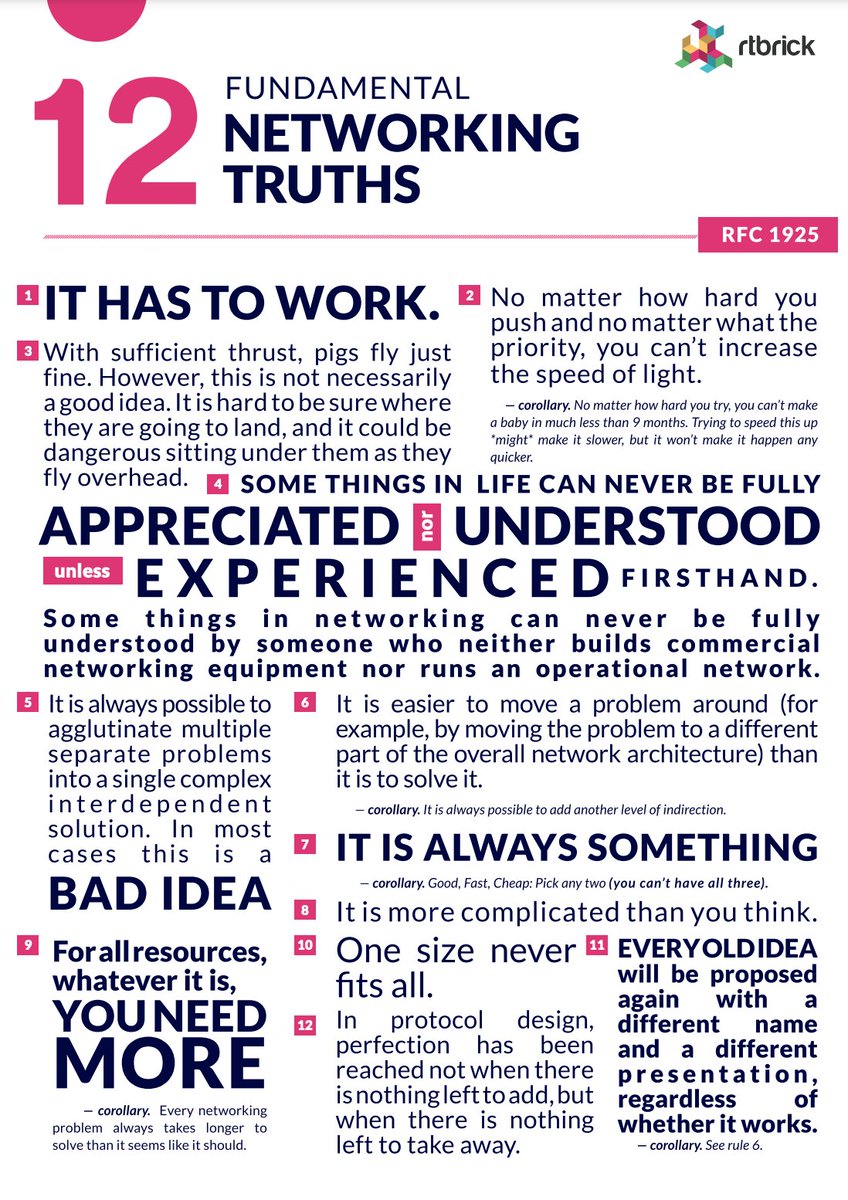 rtbrick
12
FUNDAMENTAL
NETWORKING
TRUTHS
RFC 1925
1 IT HAS TO WORK.
2 No matter how hard you
push and no matter what the
priority, you can't increase
the speed of light.
— corollary. No matter how hard you try, you can't make
a baby in much less than 9 months. Trying to speed this up
*might* make it slower, but it won't make it happen any
quicker.
3 With sufficient thrust, pigs fly just
fine. However, this is not necessarily
a good idea. It is hard to be sure where
they are going to land, and it could be
dangerous sitting under them as they
fly overhead.
4 SOME THINGS IN LIFE CAN NEVER BE FULLY
APPRECIATED nor UNDERSTOOD
unless EXPERIENCED FIRSTHAND.
Some things in networking can never be fully
understood by someone who neither builds commercial
networking equipment nor runs an operational network.
5 It is always possible to
agglutinate multiple
separate problems
into a single complex
interdependent
solution. In most
cases this is a
BAD IDEA
6 It is easier to move a problem around (for
example, by moving the problem to a different
part of the overall network architecture) than
it is to solve it.
— corollary. It is always possible to add another level of indirection.
7 IT IS ALWAYS SOMETHING
— corollary. Good, Fast, Cheap: Pick any two (you can't have all three).
8 It is more complicated than you think.
9 For all resources,
whatever it is,
YOU NEED
MORE
— corollary. Every networking
problem always takes longer to
solve than it seems like it should.
10 One size never
fits all.
11 EVERY OLD IDEA
will be proposed
again with a
different name
and a different
presentation,
regardless of
whether it works.
— corollary. See rule 6.
12 In protocol design,
perfection has been
reached not when there
is nothing left to add, but
when there is nothing
left to take away.